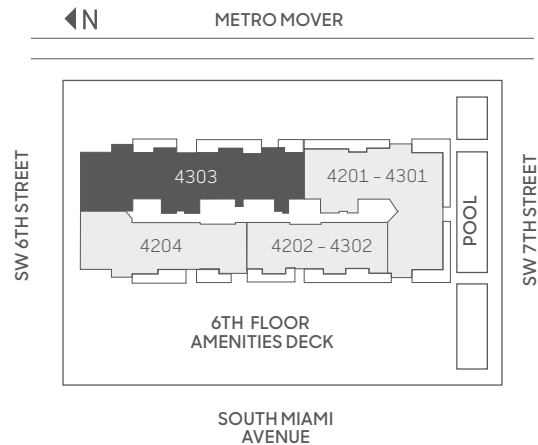 N
METRO MOVER
SW 6TH STREET
4303
4201 – 4301
4204
4202 – 4302
POOL
SW 7TH STREET
6TH FLOOR
AMENITIES DECK
SOUTH MIAMI
AVENUE